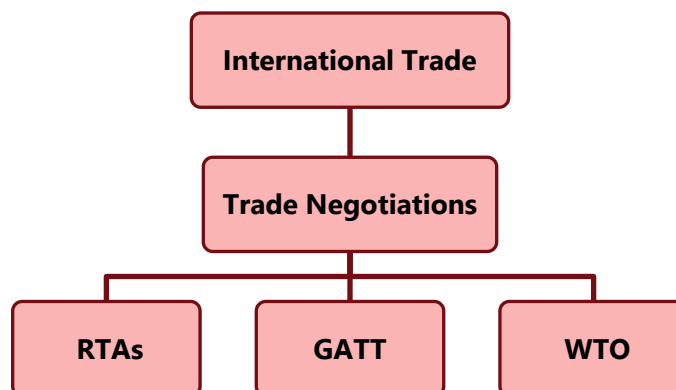 International Trade
Trade Negotiations
RTAs
GATT
WTO